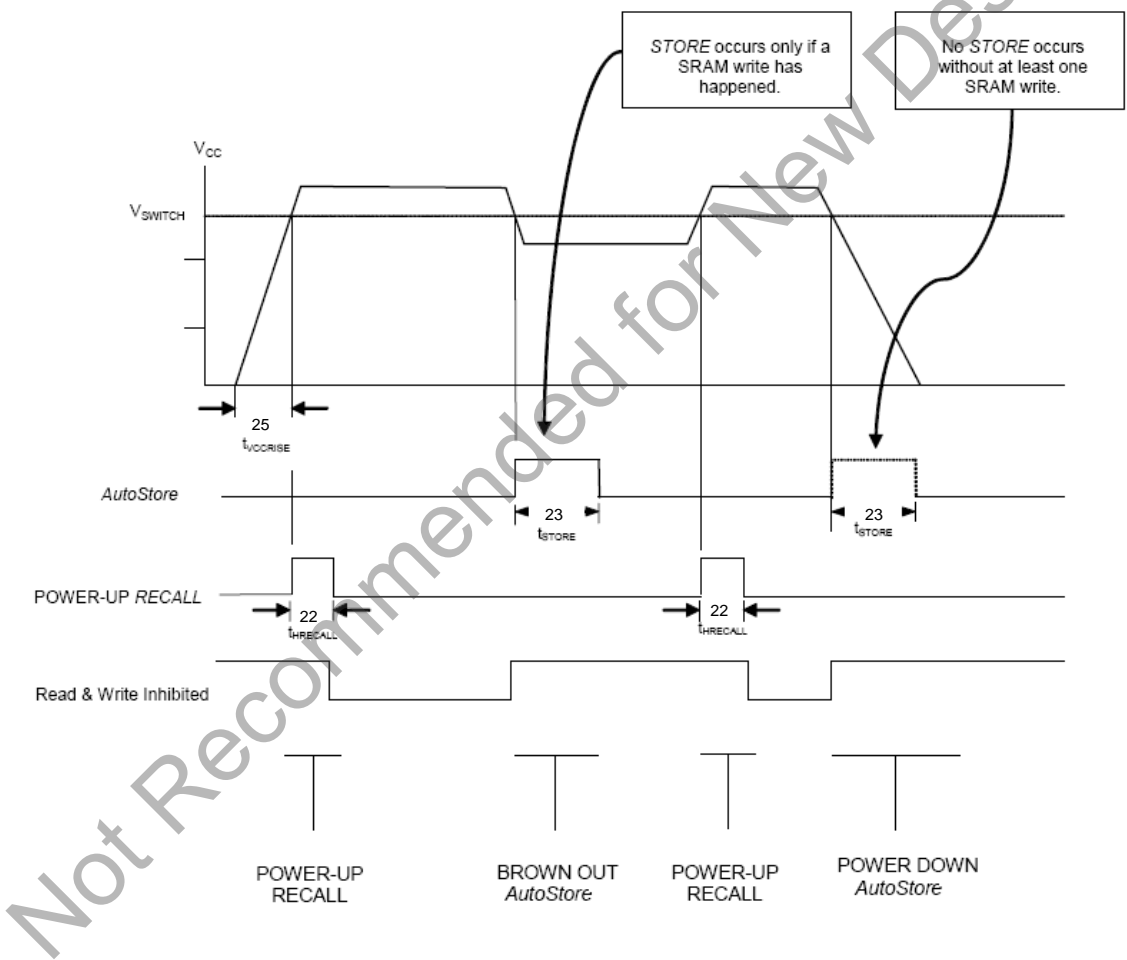 STORE occurs only if a
SRAM write has
happened.
No STORE occurs
without at least one
SRAM write.
VCC
VSWITCH
25
tVCCRISE
AutoStore
23
tSTORE
23
tSTORE
POWER-UP RECALL
22
tHRECALL
22
tHRECALL
Read & Write Inhibited
POWER-UP
RECALL
BROWN OUT
AutoStore
POWER-UP
RECALL
POWER DOWN
AutoStore
Not Recommended for New Des